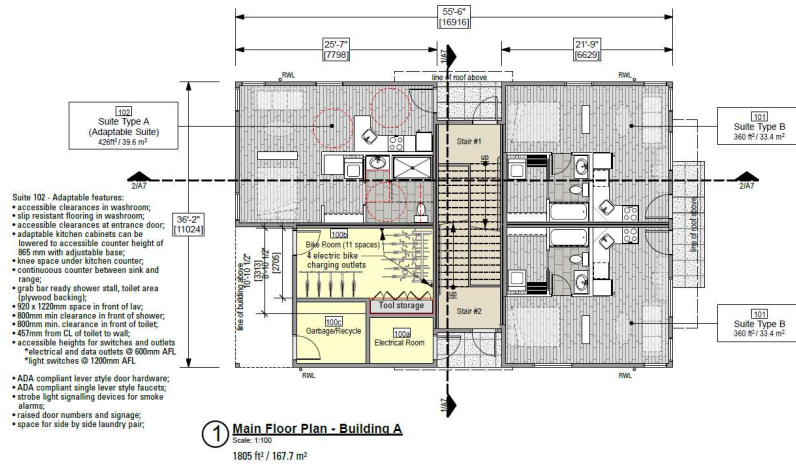 55'-6"
[16916]
25'-7"
[7798]
21'-9"
[6629]
1/A7
RWL
line of roof above
RWL
102
Suite Type A
(Adaptable Suite)
426ft² / 39.6 m²
Stair #1
101
Suite Type B
360 ft² / 33.4 m²
2/A7
2/A7
UP
Suite 102 - Adaptable features:
• accessible clearances in washroom;
• slip resistant flooring in washroom;
• accessible clearances at entrance door;
• adaptable kitchen cabinets can be
lowered to accessible counter height of
865 mm with adjustable base;
• knee space under kitchen counter;
• continuous counter between sink and
range;
• grab bar ready shower stall, toilet area
(plywood backing);
• 920 x 1220mm space in front of lav;
• 800mm min clearance in front of shower;
• 800mm min. clearance in front of toilet;
• 457mm from CL of toilet to wall;
• accessible heights for switches and outlets
*electrical and data outlets @ 600mm AFL
*light switches @ 1200mm AFL
• ADA compliant lever style door hardware;
• ADA compliant single lever style faucets;
• strobe light signalling devices for smoke
alarms;
• raised door numbers and signage;
• space for side by side laundry pair;
36'-2"
[11024]
line of building above
10'-10 1/2"
[3313]
8'-10 1/2"
[2705]
100b
Bike Room (11 spaces)
4 electric bike
charging outlets
line of roof above
Tool storage
UP
Stair #2
100c
Garbage/Recycle
100a
Electrical Room
101
Suite Type B
360 ft² / 33.4 m²
RWL
RWL
1/A7
1
Main Floor Plan - Building A
Scale: 1:100
1805 ft² / 167.7 m²